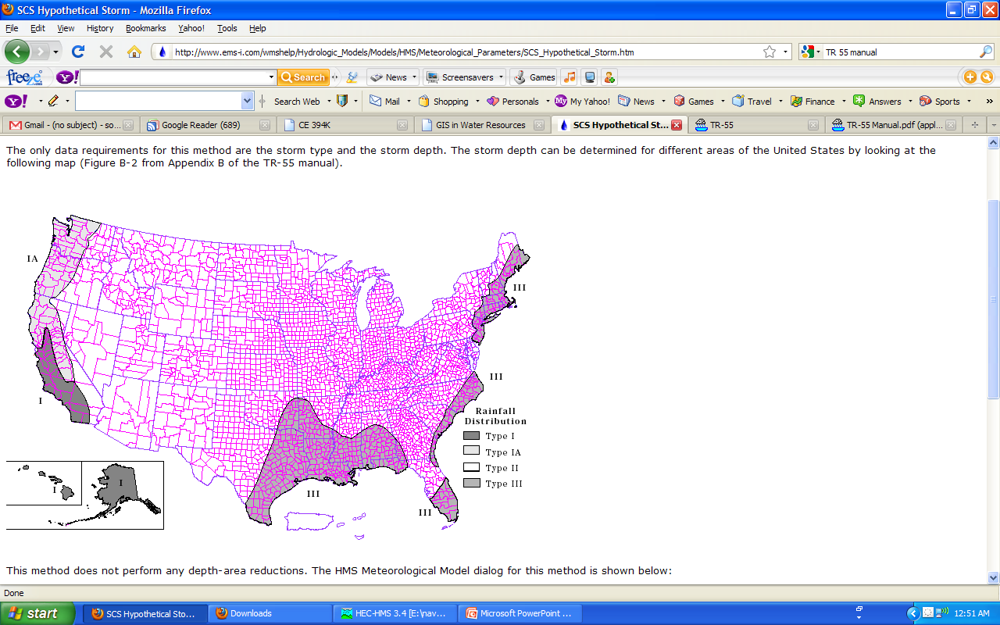 SCS Hypothetical Storm - Mozilla Firefox
File Edit View History Bookmarks Yahoo! Tools Help
http://www.ems-i.com/wmshelp/Hydrologic_Models/Models/HMS/Meteorological_Parameters/SCS_Hypothetical_Storm.htm
TR 55 manual
freeze Y! Search News Screensavers Games
Y! Search Web Mail Shopping Personals My Yahoo! News Games Travel Finance Answers Sports »
Gmail - (no subject) - so... Google Reader (689) CE 394K GIS in Water Resources SCS Hypothetical St... TR-55 TR-55 Manual.pdf (appl...
The only data requirements for this method are the storm type and the storm depth. The storm depth can be determined for different areas of the United States by looking at the
following map (Figure B-2 from Appendix B of the TR-55 manual).
IA
III
III
I
Rainfall
Distribution
Type I
Type IA
Type II
Type III
I
I
III
III
This method does not perform any depth-area reductions. The HMS Meteorological Model dialog for this method is shown below:
Done
start SCS Hypothetical Sto... Downloads HEC-HMS 3.4 [E:\nav... Microsoft PowerPoint ... 12:51 AM